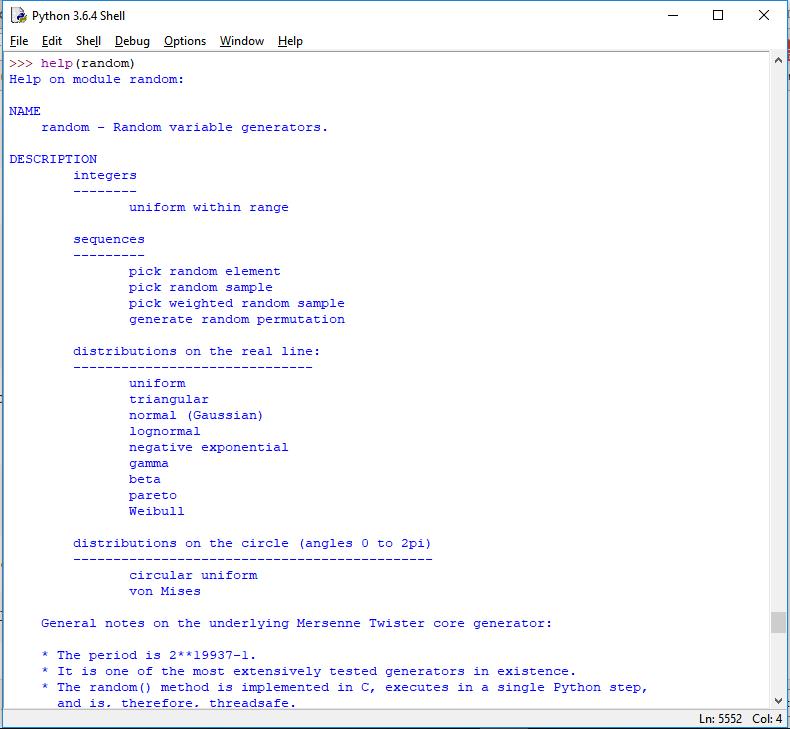 Python 3.6.4 Shell
File Edit Shell Debug Options Window Help
>>> help(random)
Help on module random:
NAME
random - Random variable generators.
DESCRIPTION
integers
--------
uniform within range
sequences
---------
pick random element
pick random sample
pick weighted random sample
generate random permutation
distributions on the real line:
------------------------------
uniform
triangular
normal (Gaussian)
lognormal
negative exponential
gamma
beta
pareto
Weibull
distributions on the circle (angles 0 to 2pi)
---------------------------------------------
circular uniform
von Mises
General notes on the underlying Mersenne Twister core generator:
* The period is 2**19937-1.
* It is one of the most extensively tested generators in existence.
* The random() method is implemented in C, executes in a single Python step,
and is, therefore, threadsafe.
Ln: 5552 Col: 4